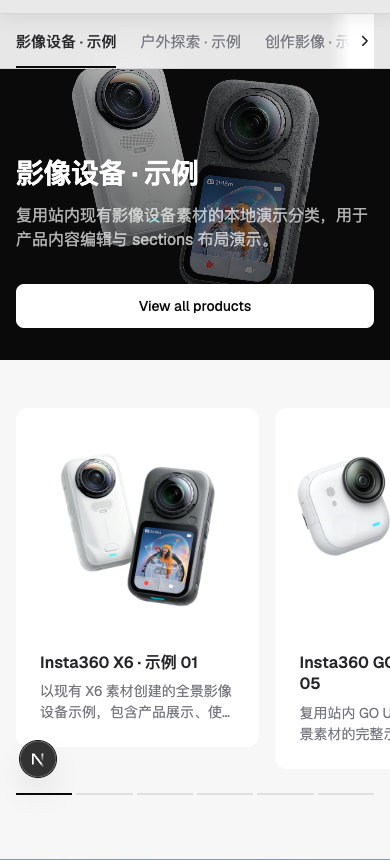 影像设备 · 示例
户外探索 · 示例
创作影像 · 示
影像设备 · 示例
复用站内现有影像设备素材的本地演示分类，用于
产品内容编辑与 sections 布局演示。
View all products
Insta360 X6 · 示例 01
以现有 X6 素材创建的全景影像
设备示例，包含产品展示、使...
Insta360 GO
05
复用站内 GO U
景素材的完整示
N